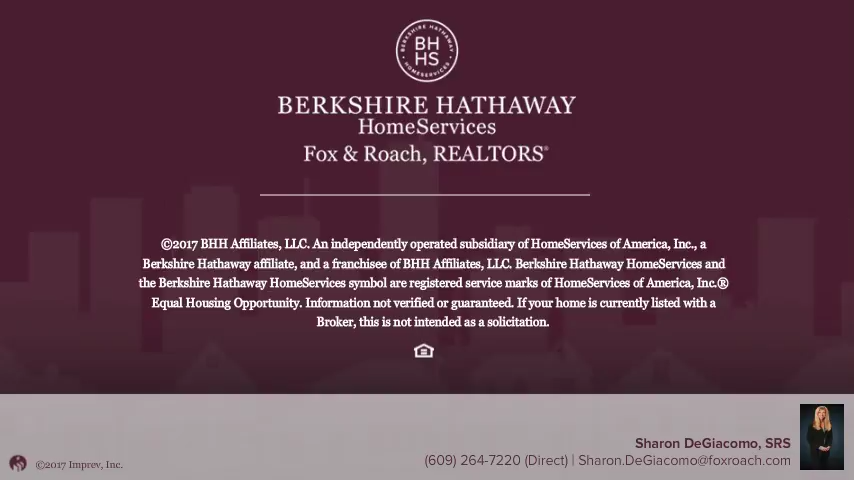 BERKSHIRE HATHAWAY
HOMESERVICES
BH
HS
BERKSHIRE HATHAWAY
HomeServices
Fox & Roach, REALTORS®
©2017 BHH Affiliates, LLC. An independently operated subsidiary of HomeServices of America, Inc., a
Berkshire Hathaway affiliate, and a franchisee of BHH Affiliates, LLC. Berkshire Hathaway HomeServices and
the Berkshire Hathaway HomeServices symbol are registered service marks of HomeServices of America, Inc.®
Equal Housing Opportunity. Information not verified or guaranteed. If your home is currently listed with a
Broker, this is not intended as a solicitation.
Sharon DeGiacomo, SRS
(609) 264-7220 (Direct) | Sharon.DeGiacomo@foxroach.com
©2017 Imprev, Inc.